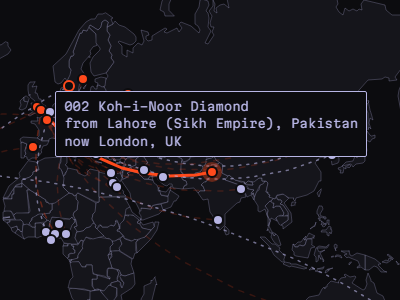 002 Koh-i-Noor Diamond
from Lahore (Sikh Empire), Pakistan
now London, UK